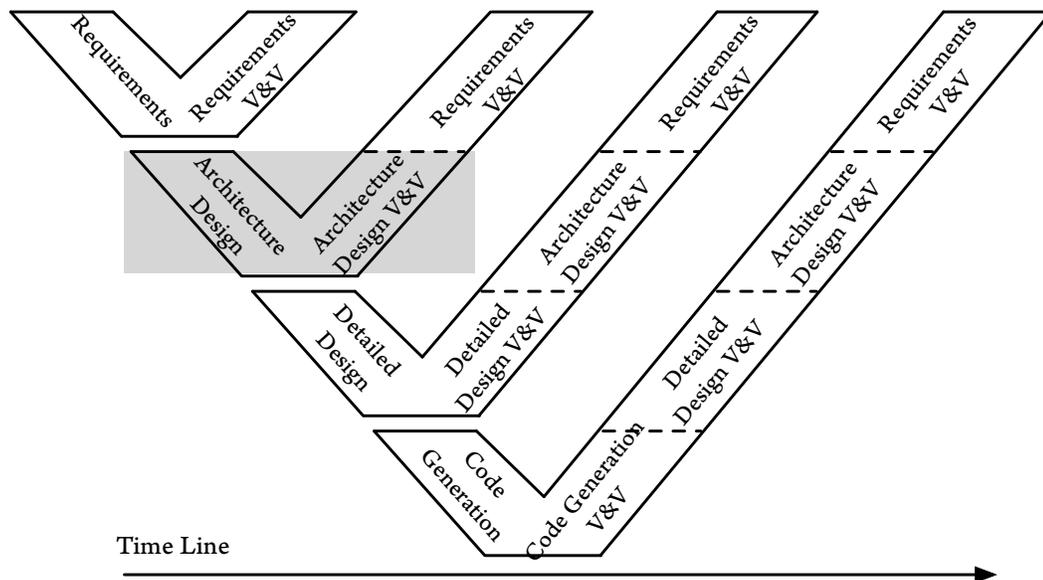 Requirements
Requirements
V&V
Requirements
V&V
Requirements
V&V
Requirements
V&V
Architecture
Design
Architecture
Design V&V
Architecture
Design V&V
Architecture
Design V&V
Detailed
Design
Detailed
Design V&V
Detailed
Design V&V
Code
Generation
Code Generation
V&V
Time Line